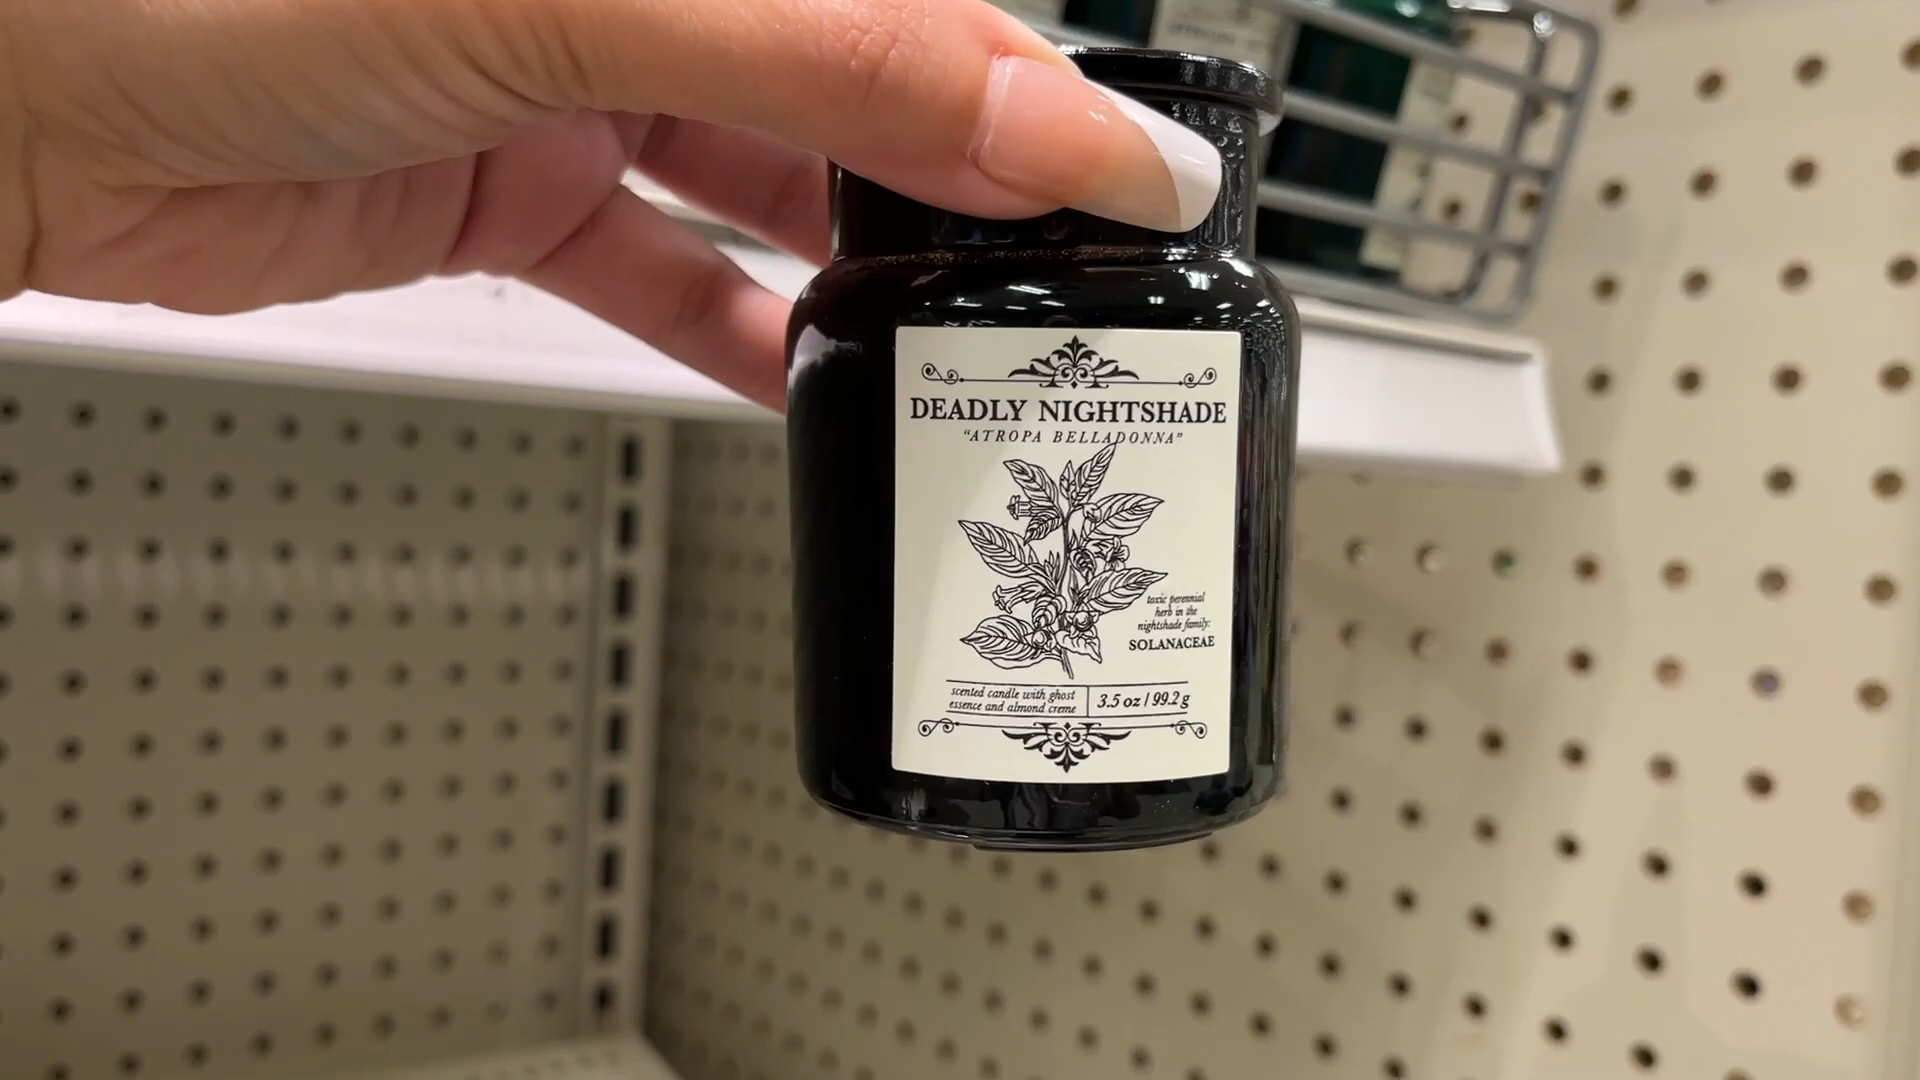 DEADLY NIGHTSHADE
"ATROPA BELLADONNA"
toxic perennial
herb in the
nightshade family:
SOLANACEAE
scented candle with ghost
essence and almond creme
3.5 oz / 99.2 g